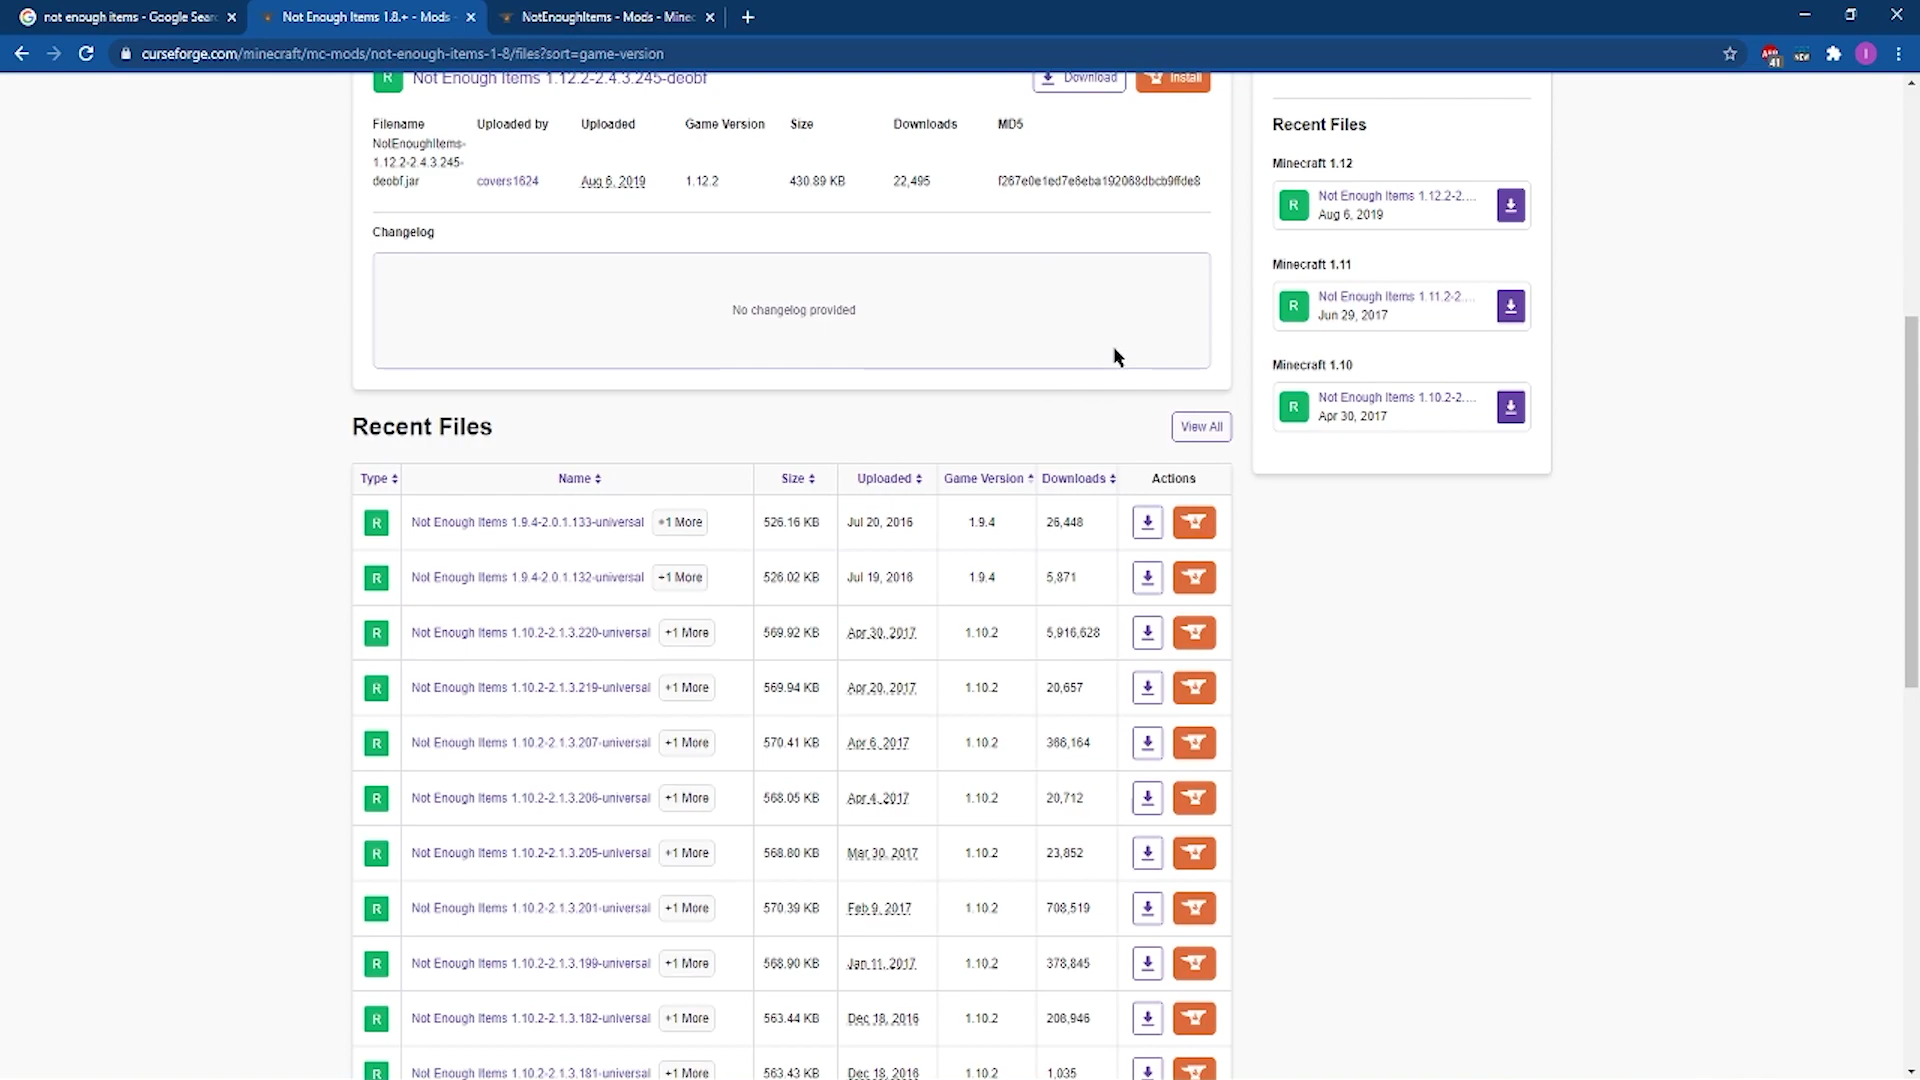 not enough items - Google Sear
Not Enough Items 1.8.+ - Mods -
NotEnoughItems - Mods - Minec
curseforge.com/minecraft/mc-mods/not-enough-items-1-8/files?sort=game-version
41
I
R Not Enough Items 1.12.2-2.4.3.245-deobf Download Install
Filename Uploaded by Uploaded Game Version Size Downloads MD5
NotEnoughItems-
1.12.2-2.4.3.245-
deobf.jar covers1624 Aug 6, 2019 1.12.2 430.89 KB 22,495 f267e0e1ed7e6eba192068dbcb9ffde8
Changelog
No changelog provided
Recent Files View All
Type Name Size Uploaded Game Version Downloads Actions
R Not Enough Items 1.9.4-2.0.1.133-universal +1 More 526.16 KB Jul 20, 2016 1.9.4 26,448
R Not Enough Items 1.9.4-2.0.1.132-universal +1 More 526.02 KB Jul 19, 2016 1.9.4 5,871
R Not Enough Items 1.10.2-2.1.3.220-universal +1 More 569.92 KB Apr 30, 2017 1.10.2 5,916,628
R Not Enough Items 1.10.2-2.1.3.219-universal +1 More 569.94 KB Apr 20, 2017 1.10.2 20,657
R Not Enough Items 1.10.2-2.1.3.207-universal +1 More 570.41 KB Apr 6, 2017 1.10.2 366,164
R Not Enough Items 1.10.2-2.1.3.206-universal +1 More 568.05 KB Apr 4, 2017 1.10.2 20,712
R Not Enough Items 1.10.2-2.1.3.205-universal +1 More 568.80 KB Mar 30, 2017 1.10.2 23,852
R Not Enough Items 1.10.2-2.1.3.201-universal +1 More 570.39 KB Feb 9, 2017 1.10.2 708,519
R Not Enough Items 1.10.2-2.1.3.199-universal +1 More 568.90 KB Jan 11, 2017 1.10.2 378,845
R Not Enough Items 1.10.2-2.1.3.182-universal +1 More 563.44 KB Dec 18, 2016 1.10.2 208,946
R Not Enough Items 1.10.2-2.1.3.181-universal +1 More 563.43 KB Dec 18, 2016 1.10.2 1,035
Recent Files
Minecraft 1.12
R Not Enough Items 1.12.2-2....
Aug 6, 2019
Minecraft 1.11
R Not Enough Items 1.11.2-2....
Jun 29, 2017
Minecraft 1.10
R Not Enough Items 1.10.2-2....
Apr 30, 2017